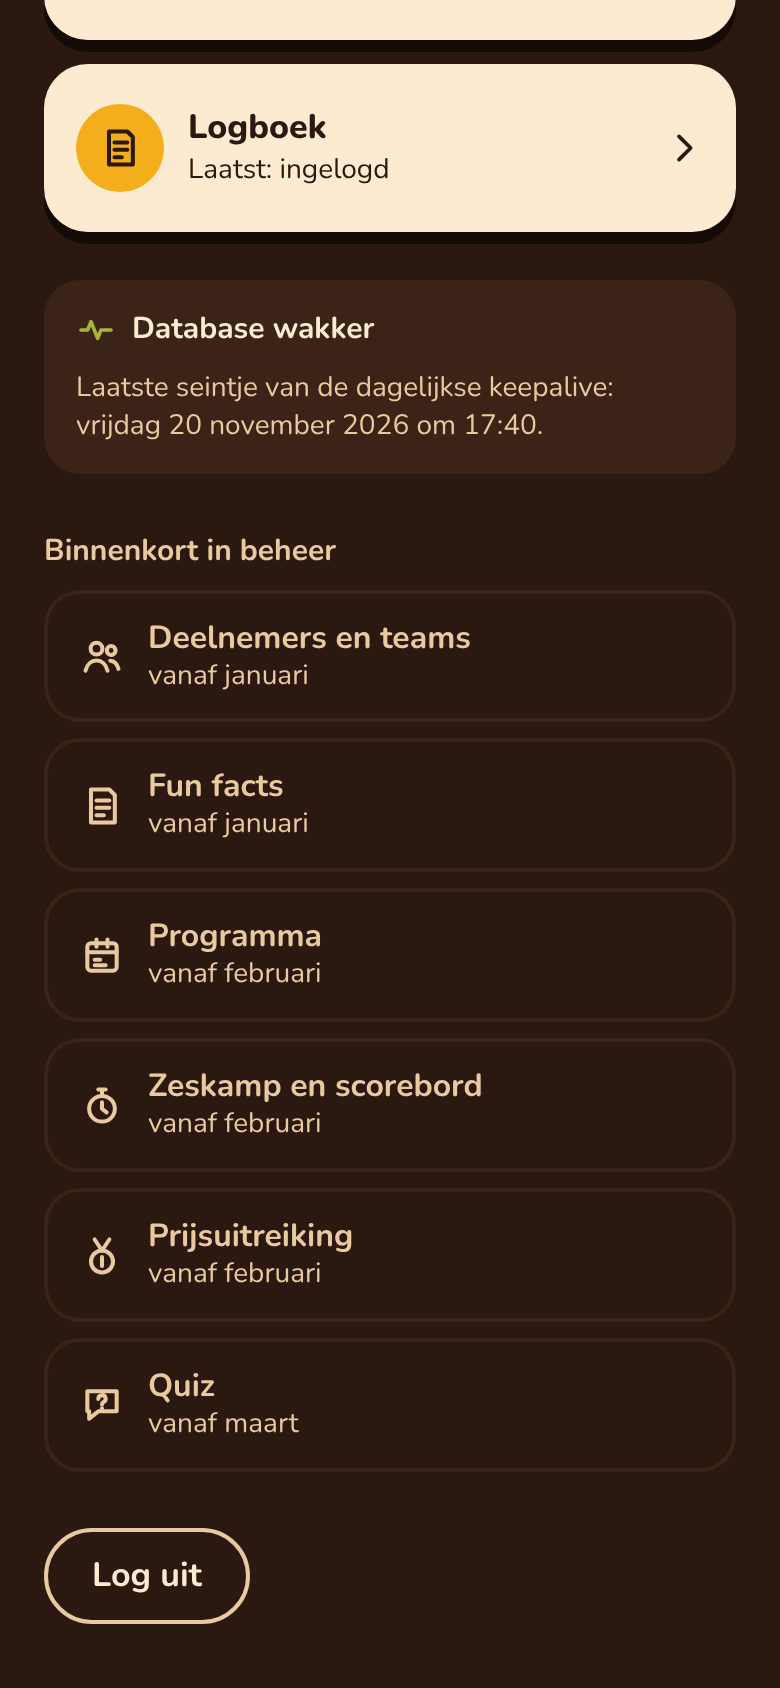 Logboek
Laatst: ingelogd
Database wakker
Laatste seintje van de dagelijkse keepalive:
vrijdag 20 november 2026 om 17:40.
Binnenkort in beheer
Deelnemers en teams
vanaf januari
Fun facts
vanaf januari
Programma
vanaf februari
Zeskamp en scorebord
vanaf februari
Prijsuitreiking
vanaf februari
Quiz
vanaf maart
Log uit